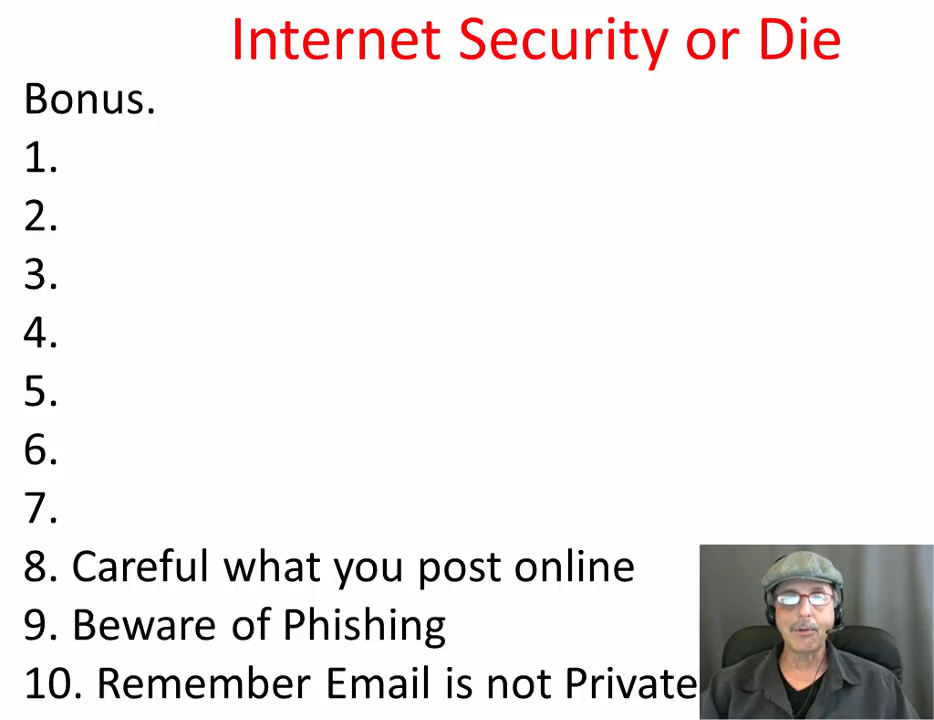 Internet Security or Die
Bonus.
1.
2.
3.
4.
5.
6.
7.
8. Careful what you post online
9. Beware of Phishing
10. Remember Email is not Private